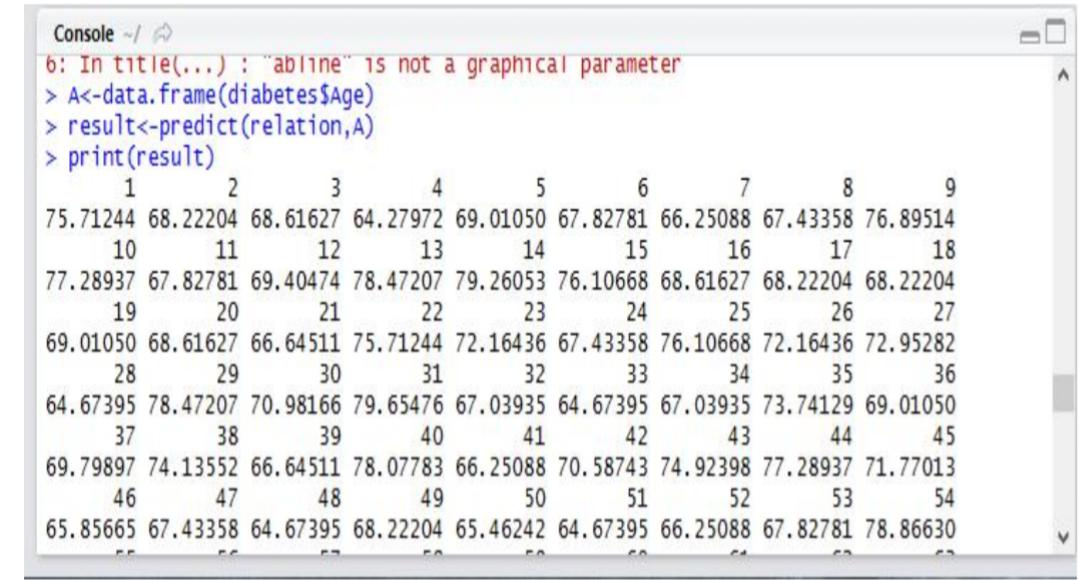 Console ~/
6: In title(...) : "abline" is not a graphical parameter
> A<-data.frame(diabetes$Age)
> result<-predict(relation,A)
> print(result)
1 2 3 4 5 6 7 8 9
75.71244 68.22204 68.61627 64.27972 69.01050 67.82781 66.25088 67.43358 76.89514
10 11 12 13 14 15 16 17 18
77.28937 67.82781 69.40474 78.47207 79.26053 76.10668 68.61627 68.22204 68.22204
19 20 21 22 23 24 25 26 27
69.01050 68.61627 66.64511 75.71244 72.16436 67.43358 76.10668 72.16436 72.95282
28 29 30 31 32 33 34 35 36
64.67395 78.47207 70.98166 79.65476 67.03935 64.67395 67.03935 73.74129 69.01050
37 38 39 40 41 42 43 44 45
69.79897 74.13552 66.64511 78.07783 66.25088 70.58743 74.92398 77.28937 71.77013
46 47 48 49 50 51 52 53 54
65.85665 67.43358 64.67395 68.22204 65.46242 64.67395 66.25088 67.82781 78.86630